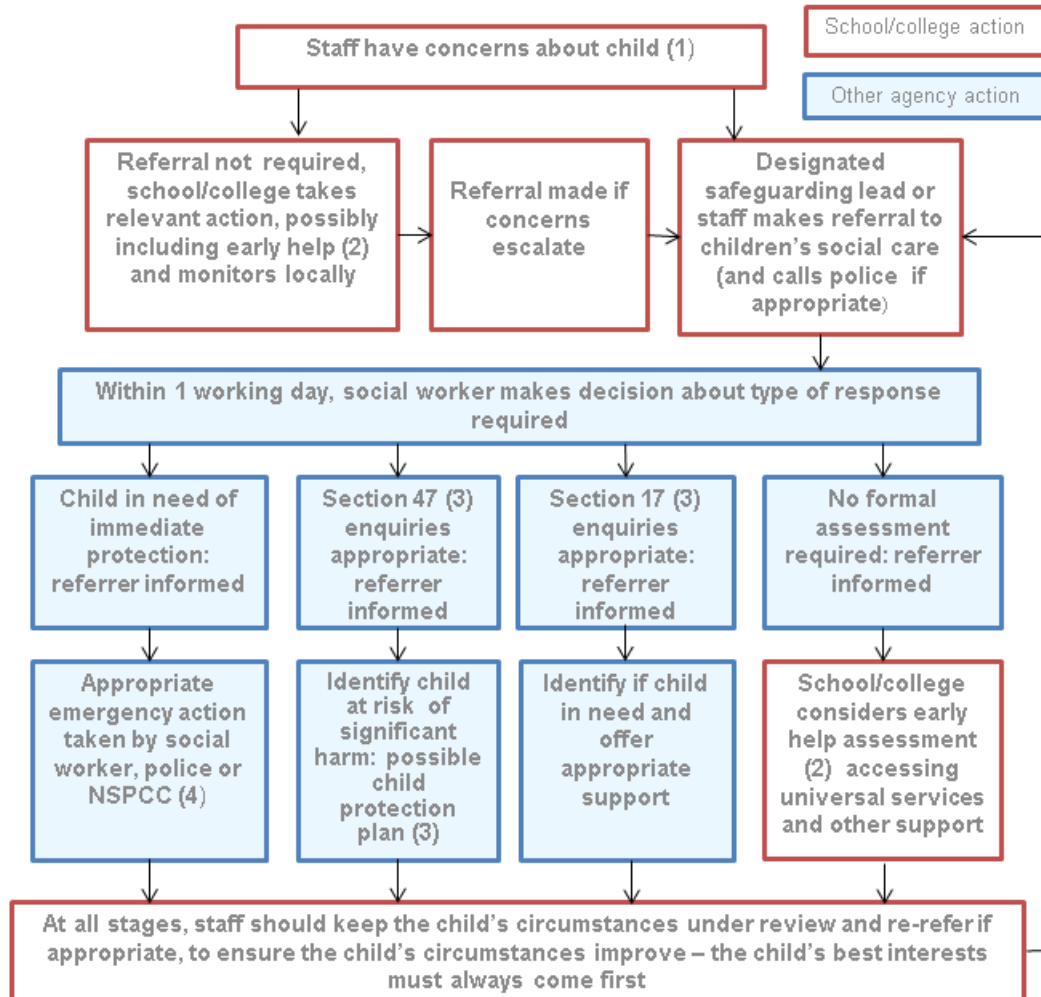 Staff have concerns about child (1)
School/college action
Other agency action
Referral not required,
school/college takes
relevant action, possibly
including early help (2)
and monitors locally
Referral made if
concerns
escalate
Designated
safeguarding lead or
staff makes referral to
children's social care
(and calls police if
appropriate)
Within 1 working day, social worker makes decision about type of response
required
Child in need of
immediate
protection:
referrer informed
Section 47 (3)
enquiries
appropriate:
referrer
informed
Section 17 (3)
enquiries
appropriate:
referrer
informed
No formal
assessment
required: referrer
informed
Appropriate
emergency action
taken by social
worker, police or
NSPCC (4)
Identify child
at risk of
significant
harm: possible
child
protection
plan (3)
Identify if child
in need and
offer
appropriate
support
School/college
considers early
help assessment
(2) accessing
universal services
and other support
At all stages, staff should keep the child's circumstances under review and re-refer if
appropriate, to ensure the child's circumstances improve – the child's best interests
must always come first